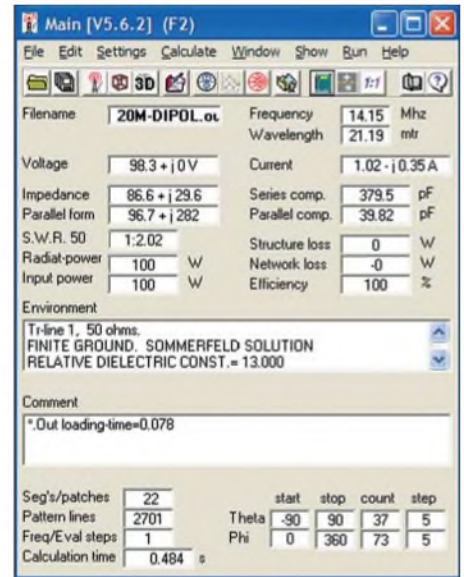 Main [V5.6.2] (F2)
File Edit Settings Calculate Window Show Run Help
3D 1:1
Filename 20M-DIPOL.ou Frequency 14.15 Mhz
Wavelength 21.19 mtr
Voltage 98.3 + j 0 V Current 1.02 - j 0.35 A
Impedance 86.6 + j 29.6 Series comp. 379.5 pF
Parallel form 96.7 + j 282 Parallel comp. 39.82 pF
S.W.R. 50 1:2.02 Structure loss 0 W
Radiat-power 100 W Network loss -0 W
Input power 100 W Efficiency 100 %
Environment
Tr-line 1, 50 ohms.
FINITE GROUND. SOMMERFELD SOLUTION
RELATIVE DIELECTRIC CONST.= 13.000
Comment
*.Out loading-time=0.078
Seg's/patches 22 start stop count step
Pattern lines 2701 Theta -90 90 37 5
Freq/Eval steps 1 Phi 0 360 73 5
Calculation time 0.484 s